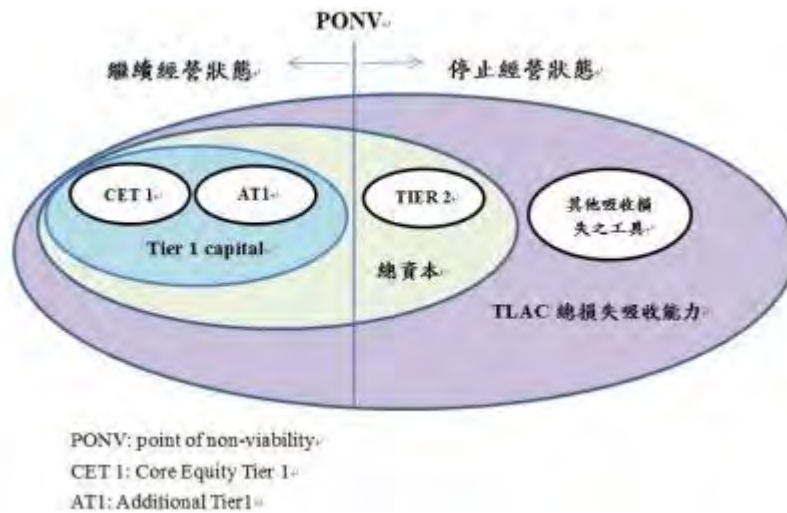 PONV
繼續經營狀態
停止經營狀態
CET 1
AT1
TIER 2
其他吸收損
失之工具
Tier 1 capital
總資本
TLAC 總損失吸收能力
PONV: point of non-viability
CET 1: Core Equity Tier 1
AT1: Additional Tier1